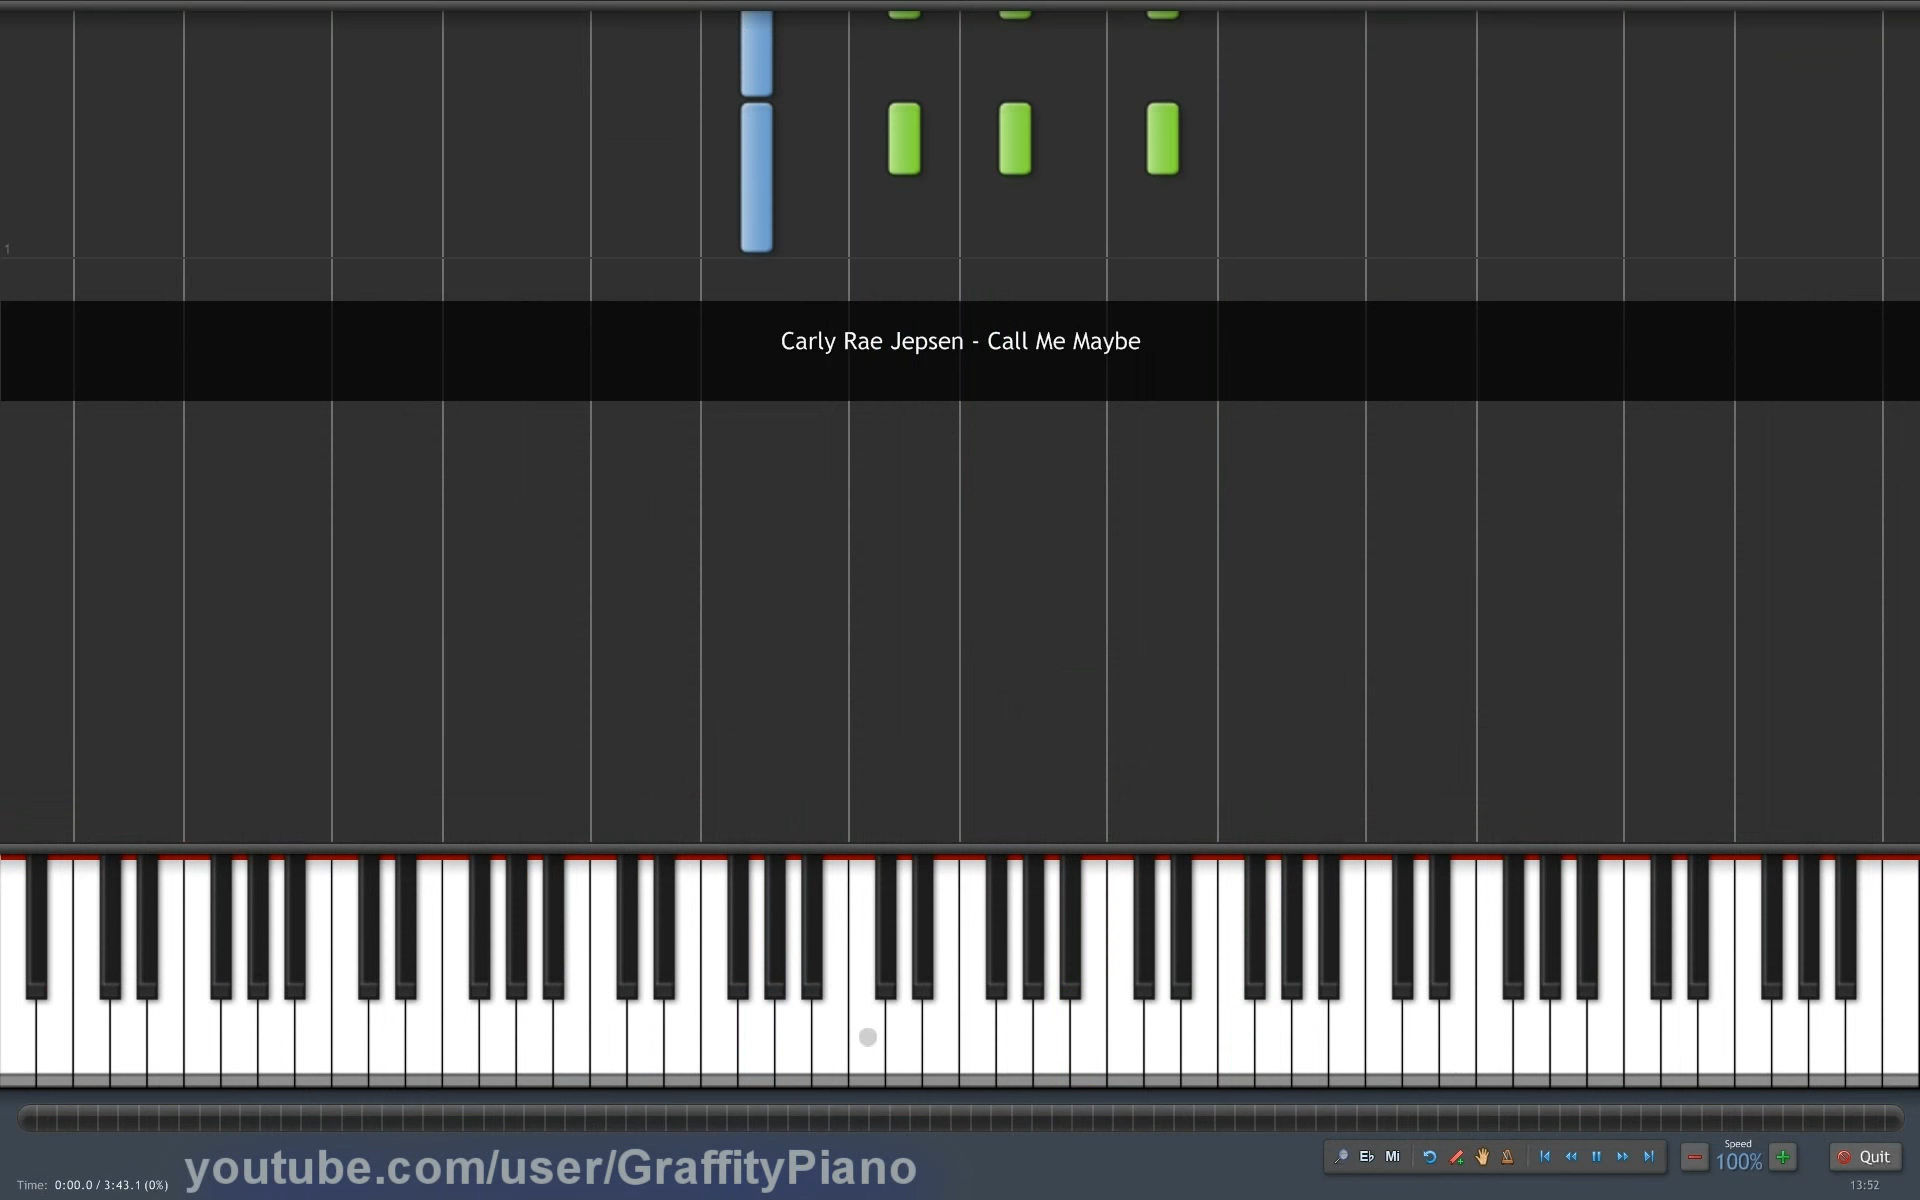 1
Carly Rae Jepsen - Call Me Maybe
youtube.com/user/GraffityPiano
Time: 0:00.0 / 3:43.1 (0%)
E♭ Mi
Speed
100%
Quit
13:52